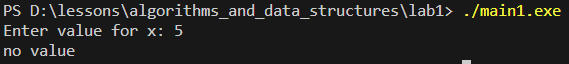 PS D:\lessons\algorithms_and_data_structures\lab1> ./main1.exe
Enter value for x: 5
no value